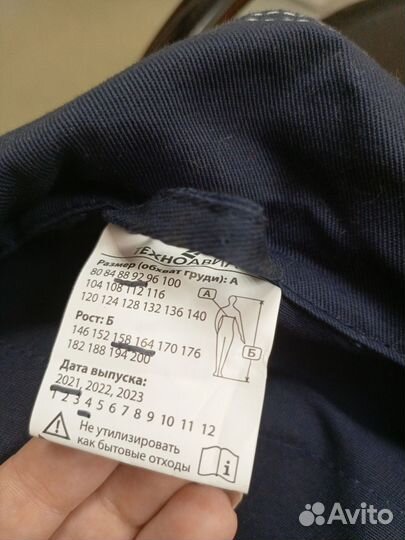 ТЕХНОАВИА
Размер (обхват груди): А
80 84 88 92 96 100
104 108 112 116
120 124 128 132 136 140
Рост: Б
146 152 158 164 170 176
182 188 194 200
Дата выпуска:
2021, 2022, 2023
1 2 3 4 5 6 7 8 9 10 11 12
Не утилизировать
как бытовые отходы
А
Б
i
Avito